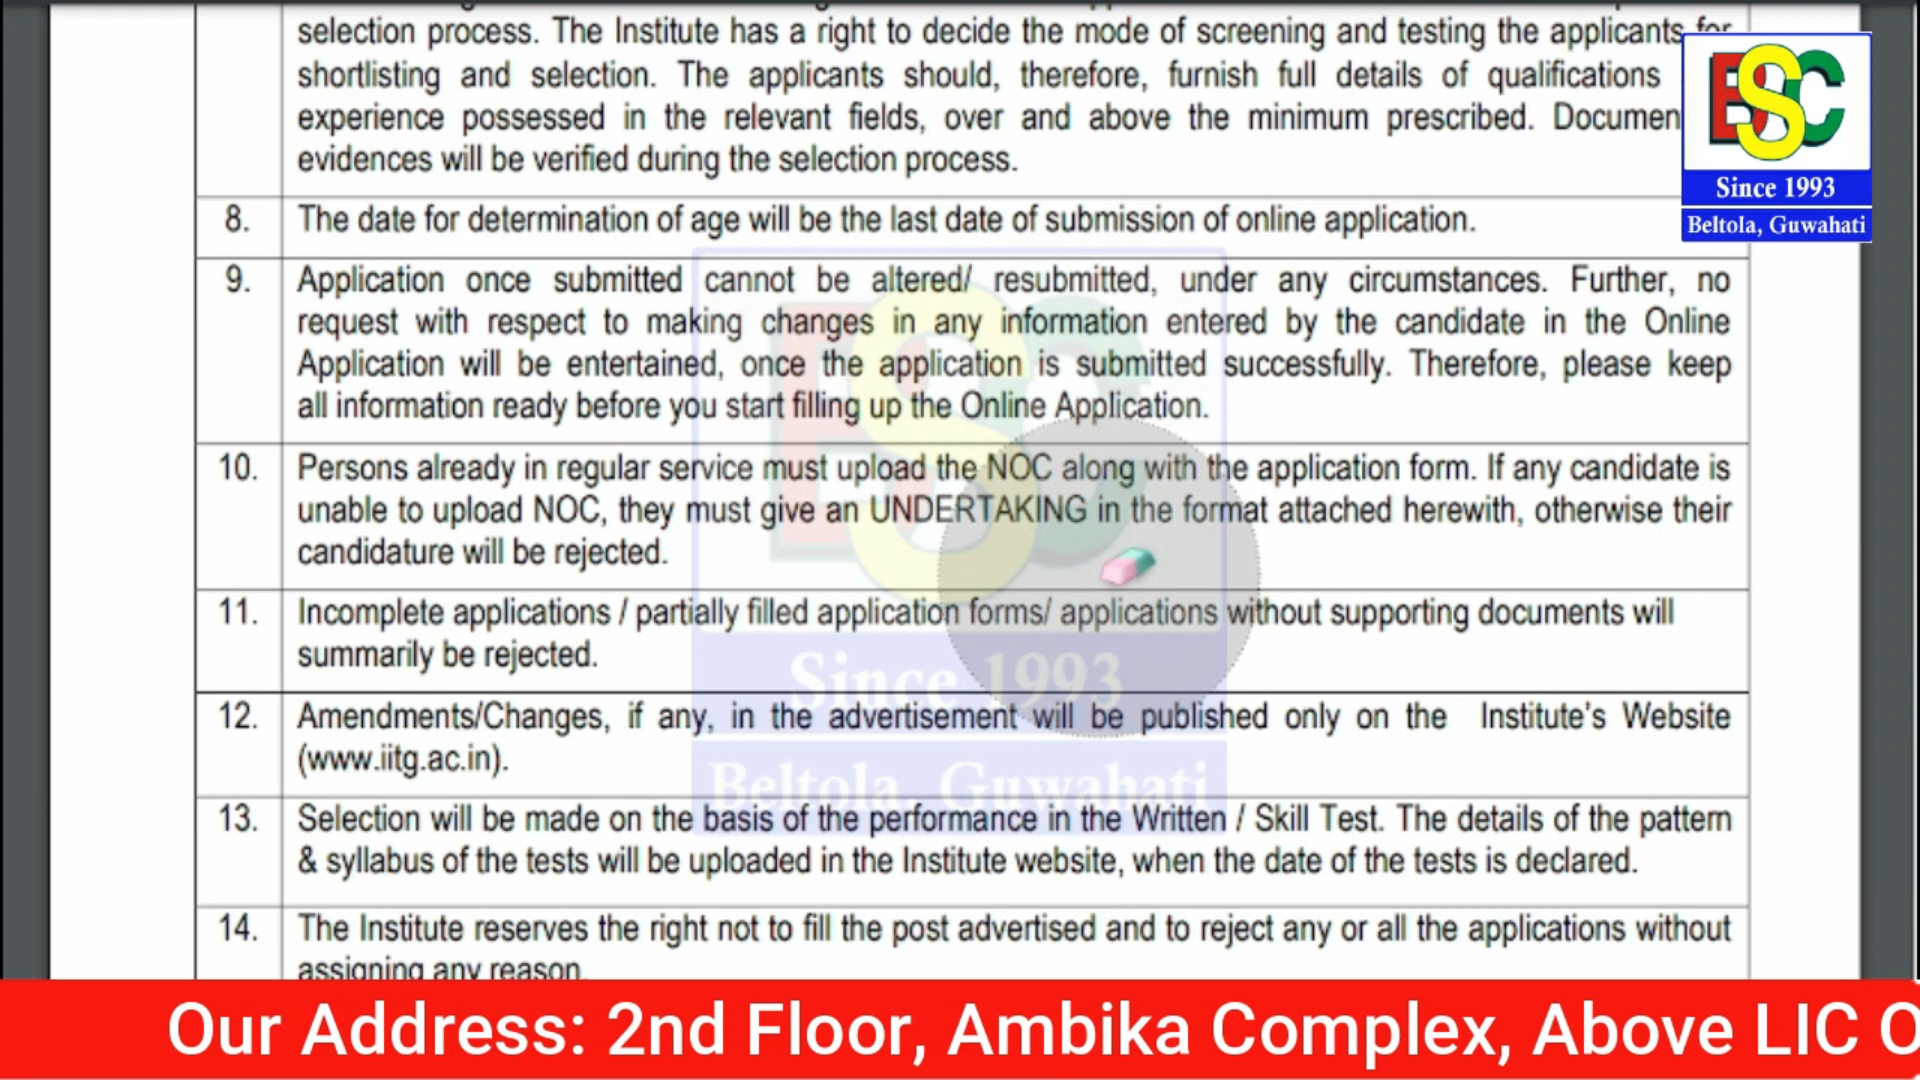 selection process. The Institute has a right to decide the mode of screening and testing the applicants for
shortlisting and selection. The applicants should, therefore, furnish full details of qualifications
experience possessed in the relevant fields, over and above the minimum prescribed. Documen
evidences will be verified during the selection process.
8. The date for determination of age will be the last date of submission of online application.
9. Application once submitted cannot be altered/ resubmitted, under any circumstances. Further, no
request with respect to making changes in any information entered by the candidate in the Online
Application will be entertained, once the application is submitted successfully. Therefore, please keep
all information ready before you start filling up the Online Application.
10. Persons already in regular service must upload the NOC along with the application form. If any candidate is
unable to upload NOC, they must give an UNDERTAKING in the format attached herewith, otherwise their
candidature will be rejected.
11. Incomplete applications / partially filled application forms/ applications without supporting documents will
summarily be rejected.
12. Amendments/Changes, if any, in the advertisement will be published only on the Institute's Website
(www.iitg.ac.in).
13. Selection will be made on the basis of the performance in the Written / Skill Test. The details of the pattern
& syllabus of the tests will be uploaded in the Institute website, when the date of the tests is declared.
14. The Institute reserves the right not to fill the post advertised and to reject any or all the applications without
assigning any reason.
BSC
Since 1993
Beltola, Guwahati
BSC
Since 1993
Beltola, Guwahati
Our Address: 2nd Floor, Ambika Complex, Above LIC O